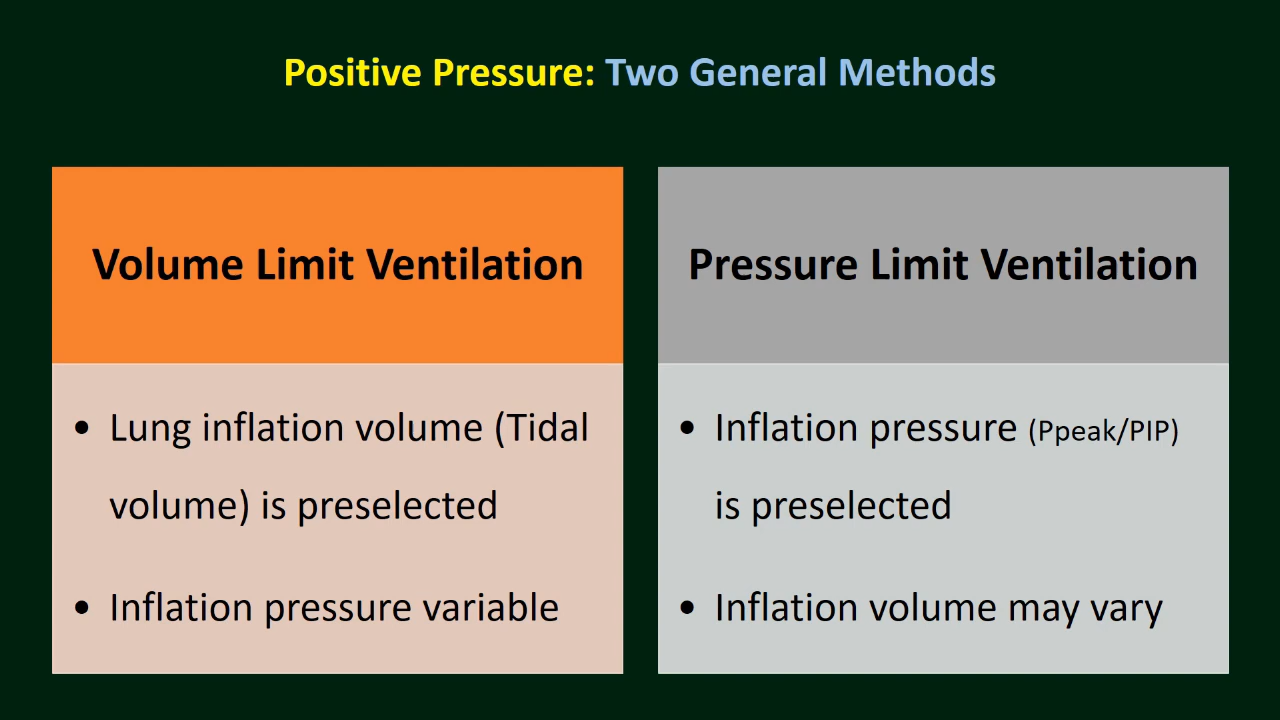 Positive Pressure: Two General Methods
Volume Limit Ventilation
• Lung inflation volume (Tidal
volume) is preselected
• Inflation pressure variable
Pressure Limit Ventilation
• Inflation pressure (Ppeak/PIP)
is preselected
• Inflation volume may vary